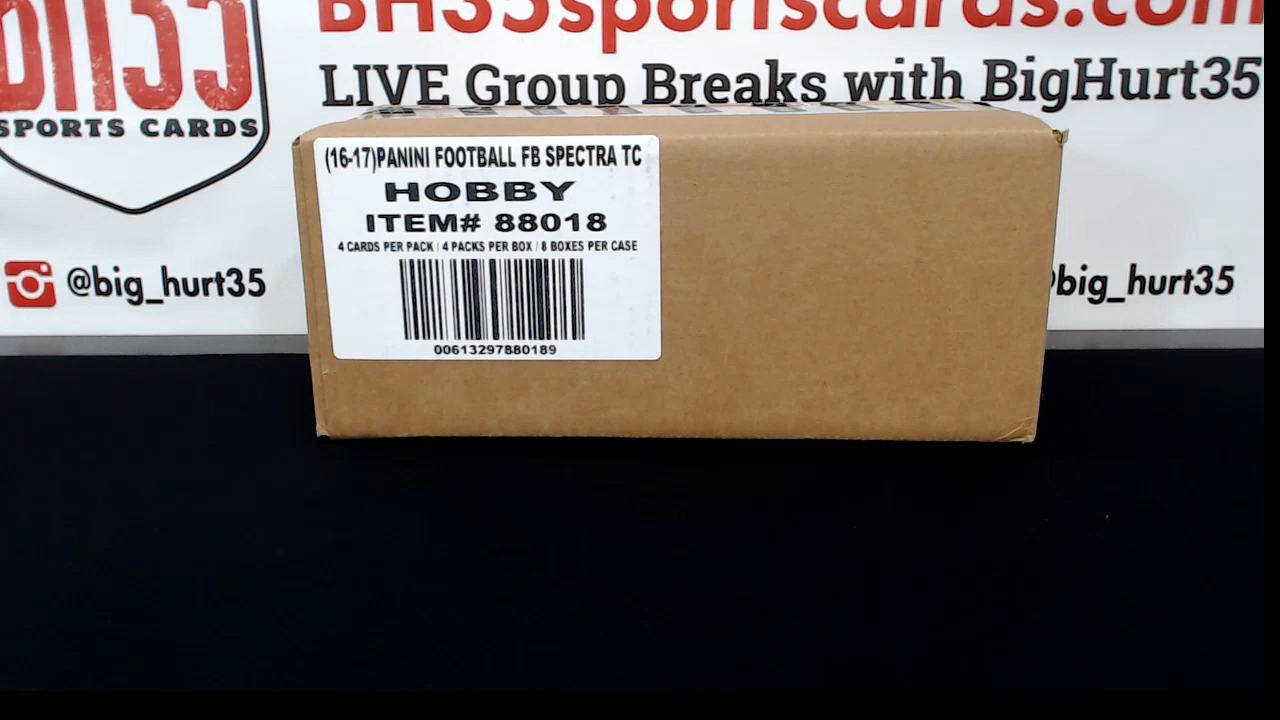 BH35sportscards.com
BH35
LIVE Group Breaks with BigHurt35
SPORTS CARDS
(16-17)PANINI FOOTBALL FB SPECTRA TC
HOBBY
ITEM# 88018
4 CARDS PER PACK / 4 PACKS PER BOX / 8 BOXES PER CASE
@big_hurt35
big_hurt35
00613297880189